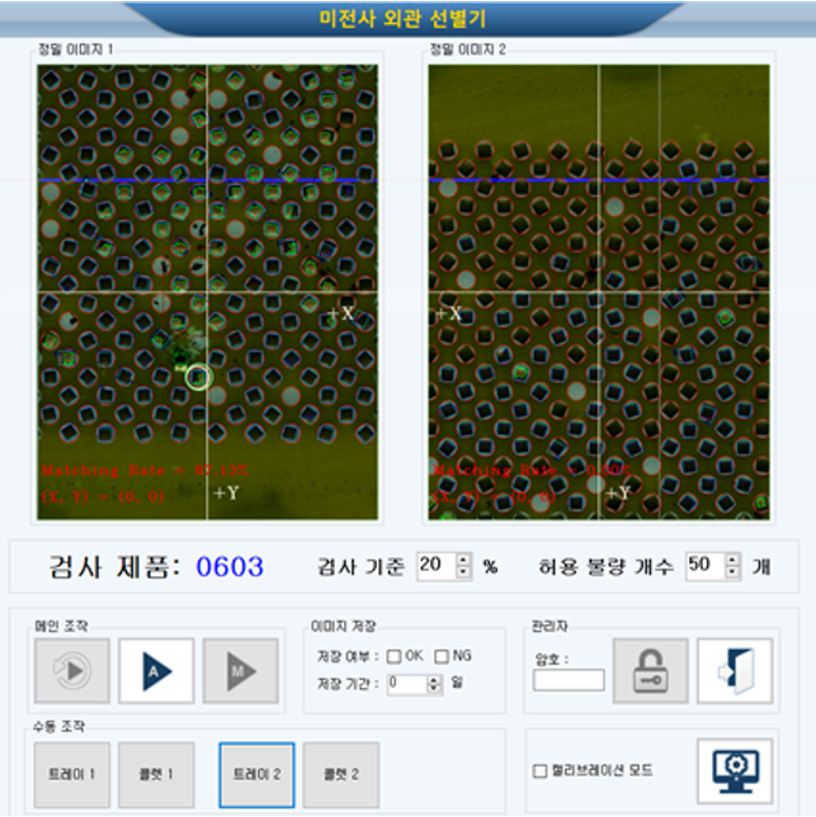 미전사 외관 선별기
정밀 이미지 1
정밀 이미지 2
+X
+X
Matching Rate = 87.13%
(X, Y) = (0, 0)
+Y
Matching Rate = 0.00%
(X, Y) = (0, 0)
+Y
검사 제품: 0603
검사 기준 20 %
허용 불량 개수 50 개
메인 조작
A
M
이미지 저장
저장 여부 : OK NG
저장 기간 : 0 일
관리자
암호 :
수동 조작
트레이 1
콜렛 1
트레이 2
콜렛 2
캘리브레이션 모드